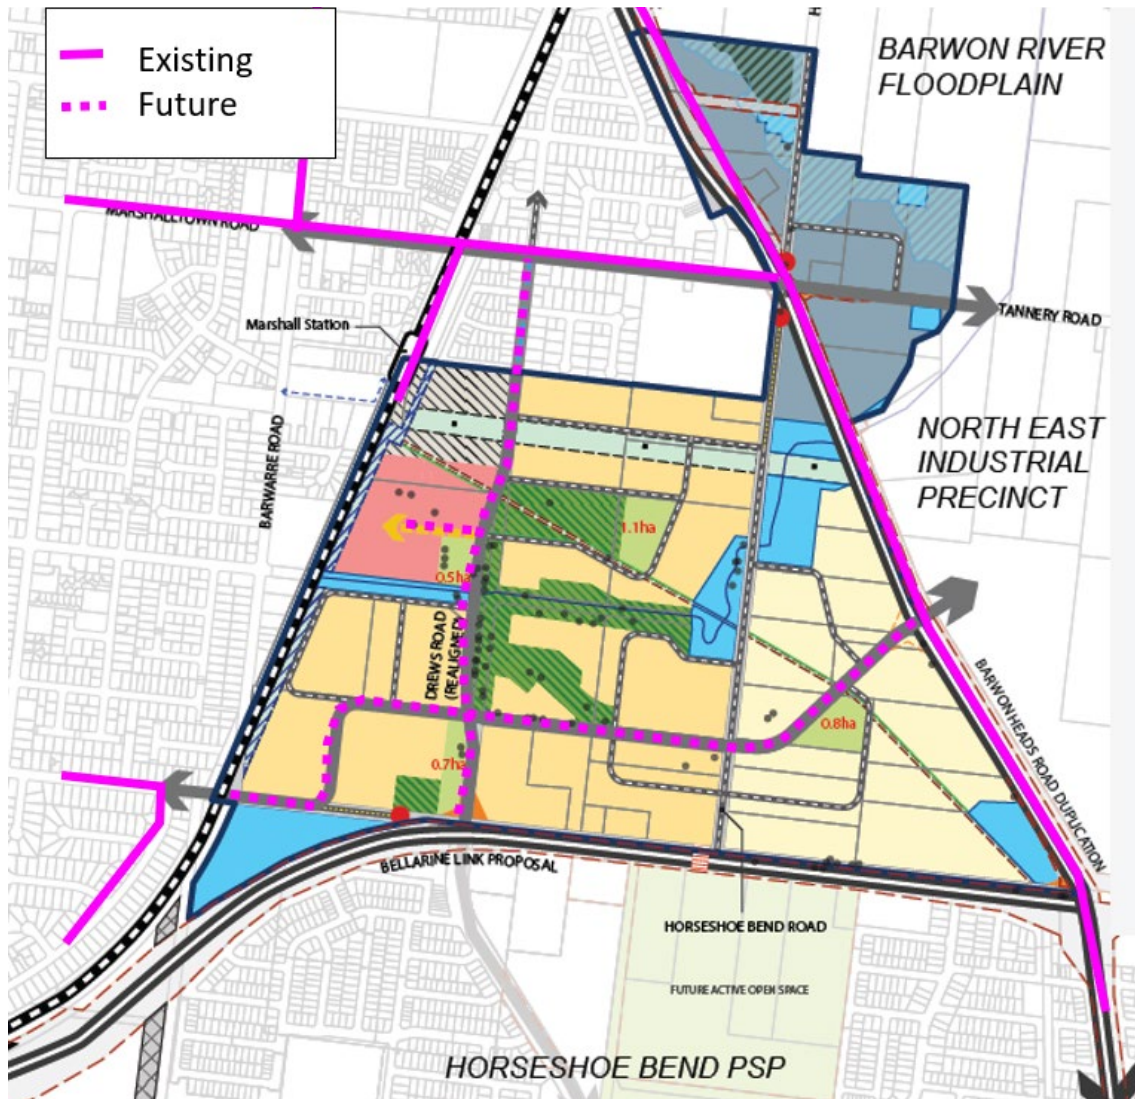 Existing
Future
BARWON RIVER
FLOODPLAIN
MARSHALLTOWN ROAD
TANNERY ROAD
Marshall Station
BARWARRE ROAD
NORTH EAST
INDUSTRIAL
PRECINCT
1.1ha
0.5ha
DREWS ROAD
(REALIGNED)
0.8ha
0.7ha
BARWON HEADS ROAD DUPLICATION
BELLARINE LINK PROPOSAL
HORSESHOE BEND ROAD
FUTURE ACTIVE OPEN SPACE
HORSESHOE BEND PSP